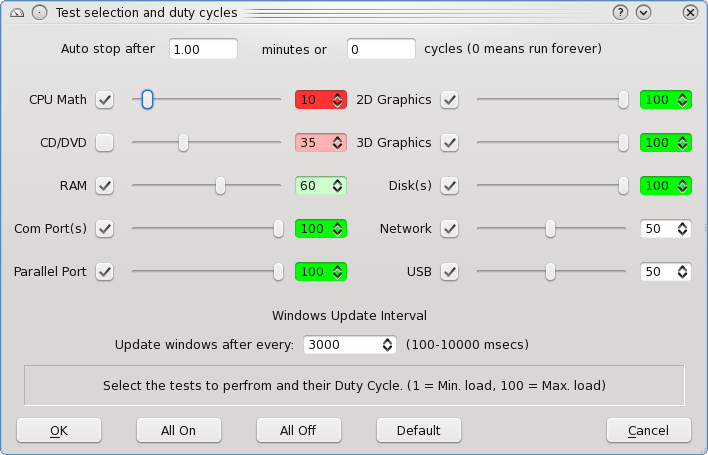 Test selection and duty cycles
Auto stop after 1.00 minutes or 0 cycles (0 means run forever)
CPU Math 10 2D Graphics 100
CD/DVD 35 3D Graphics 100
RAM 60 Disk(s) 100
Com Port(s) 100 Network 50
Parallel Port 100 USB 50
Windows Update Interval
Update windows after every: 3000 (100-10000 msecs)
Select the tests to perfrom and their Duty Cycle. (1 = Min. load, 100 = Max. load)
OK All On All Off Default Cancel